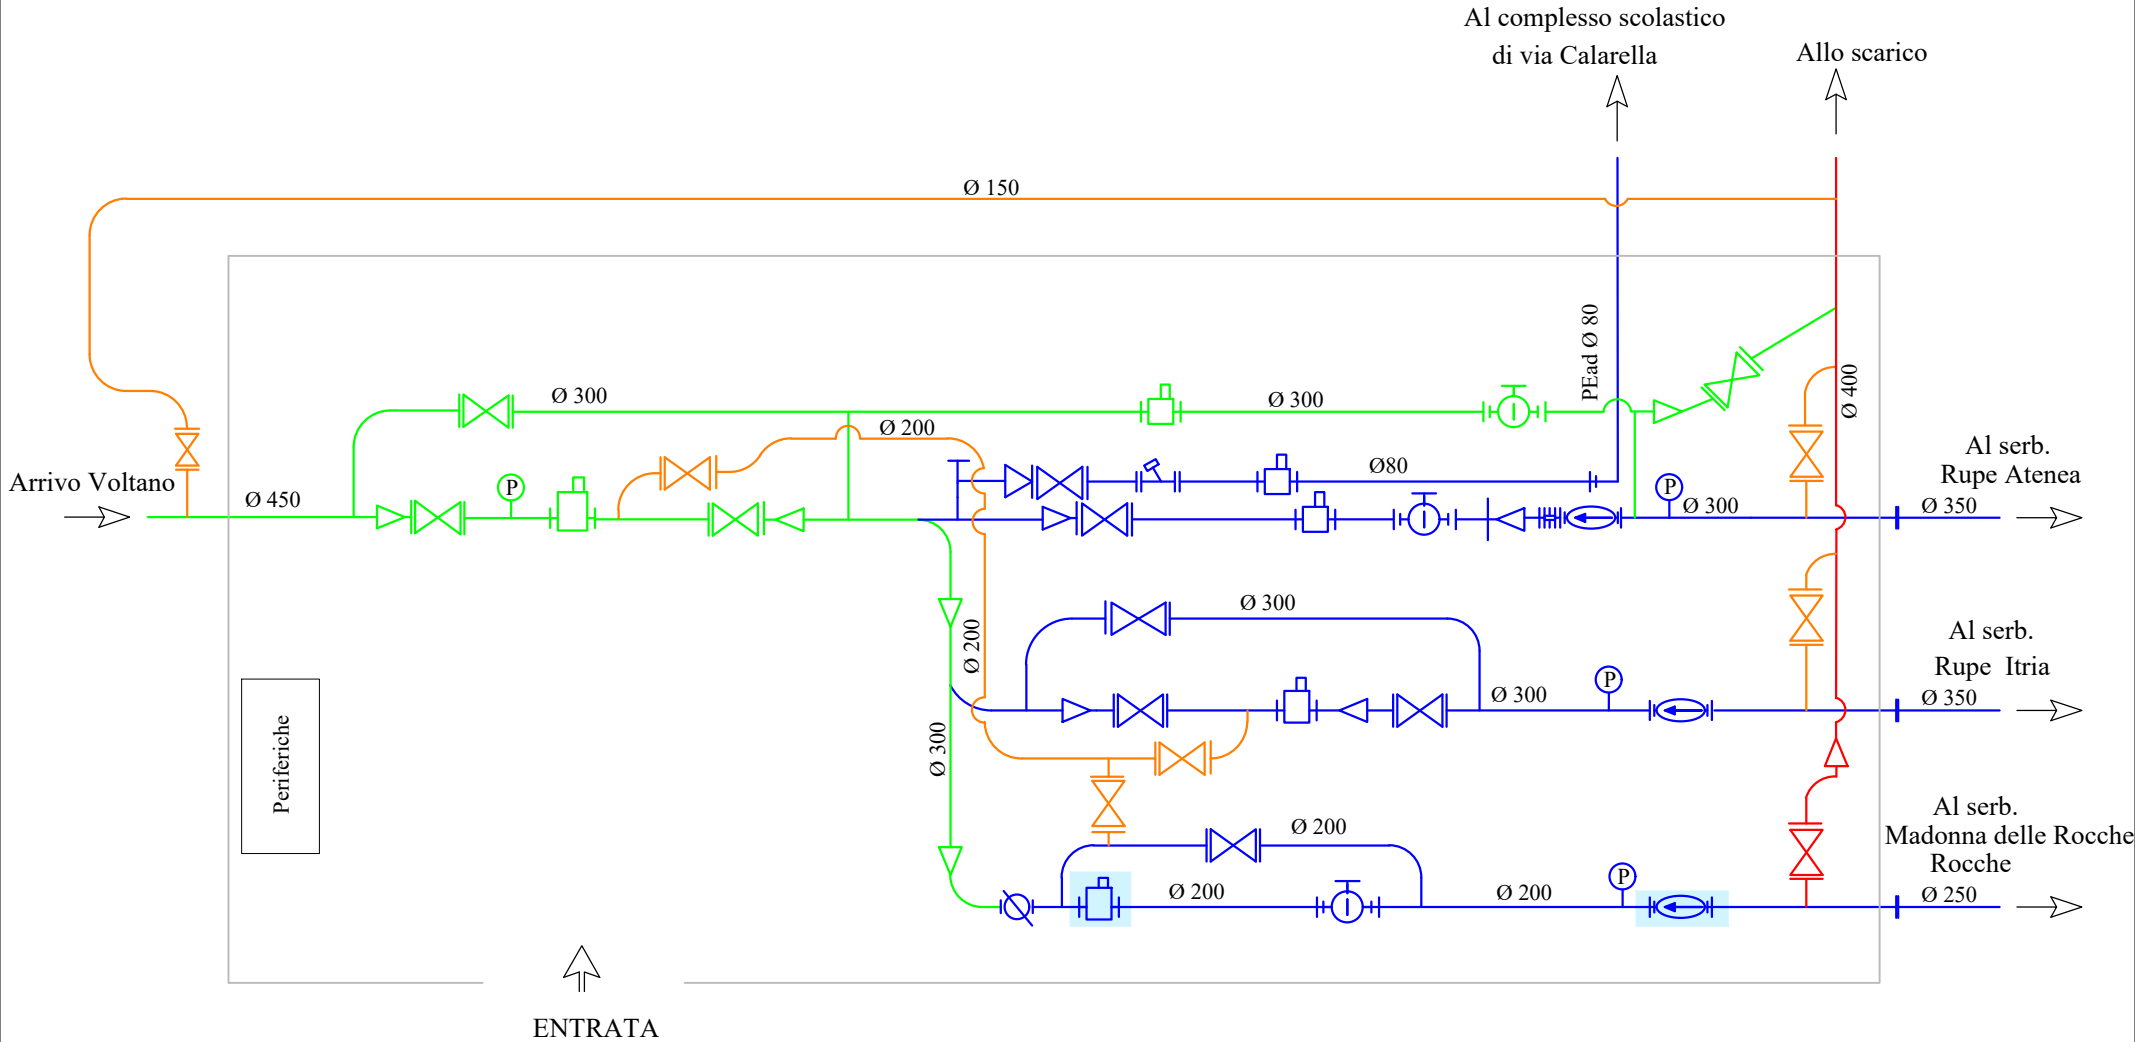 Al complesso scolastico
di via Calarella
Allo scarico
Ø 150
PEad Ø 80
Ø 400
Ø 300
Ø 300
Ø 200
Al serb.
Rupe Atenea
Ø80
Arrivo Voltano
P
P
Ø 450
Ø 300
Ø 350
Ø 300
Ø 200
Al serb.
Rupe Itria
P
Ø 300
Ø 350
Ø 300
Periferiche
Al serb.
Madonna delle Rocche
Rocche
Ø 200
P
Ø 200
Ø 200
Ø 250
ENTRATA